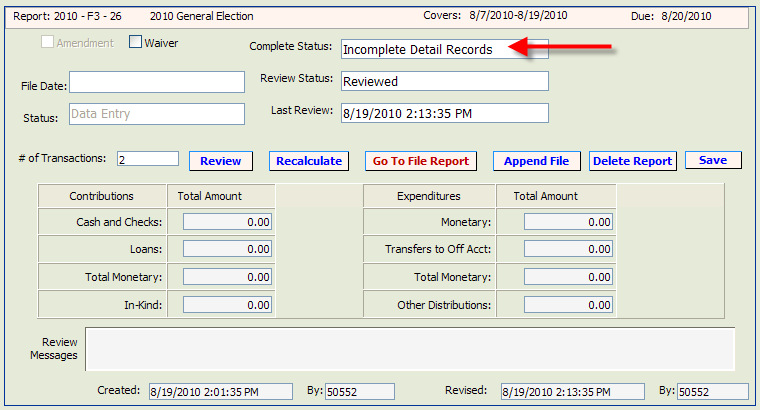 Report: 2010 - F3 - 26 2010 General Election Covers: 8/7/2010-8/19/2010 Due: 8/20/2010
Amendment Waiver Complete Status: Incomplete Detail Records
File Date: Review Status: Reviewed
Status: Data Entry Last Review: 8/19/2010 2:13:35 PM
# of Transactions: 2 Review Recalculate Go To File Report Append File Delete Report Save
Contributions Total Amount Expenditures Total Amount
Cash and Checks: 0.00 Monetary: 0.00
Loans: 0.00 Transfers to Off Acct: 0.00
Total Monetary: 0.00 Total Monetary: 0.00
In-Kind: 0.00 Other Distributions: 0.00
Review
Messages
Created: 8/19/2010 2:01:35 PM By: 50552 Revised: 8/19/2010 2:13:35 PM By: 50552